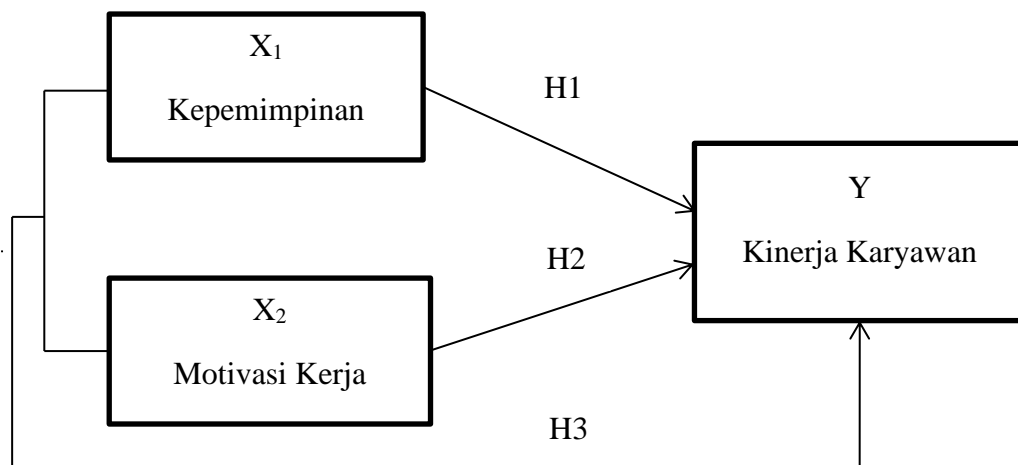 X₁
Kepemimpinan
H1
Y
Kinerja Karyawan
H2
X₂
Motivasi Kerja
H3